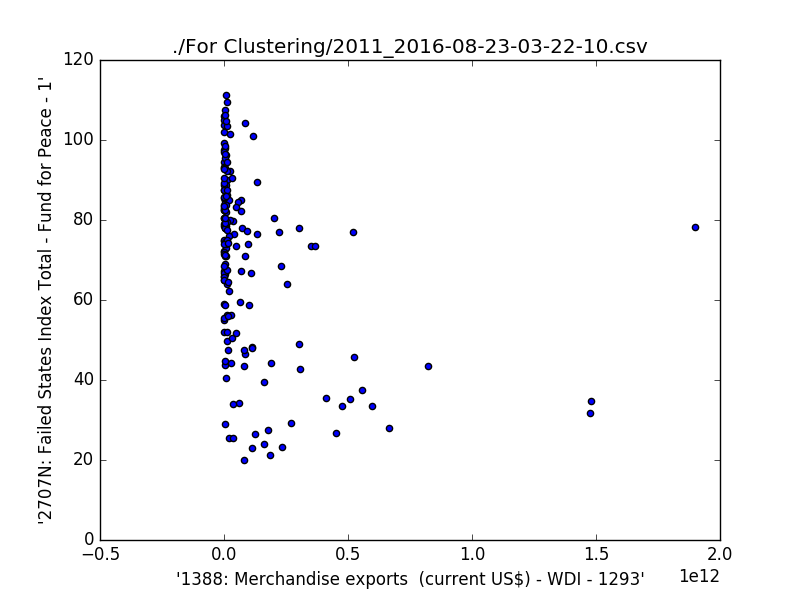 ./For Clustering/2011_2016-08-23-03-22-10.csv
120
100
80
60
40
20
0
'2707N: Failed States Index Total - Fund for Peace - 1'
−0.5 0.0 0.5 1.0 1.5 2.0
1e12
'1388: Merchandise exports  (current US$) - WDI - 1293'